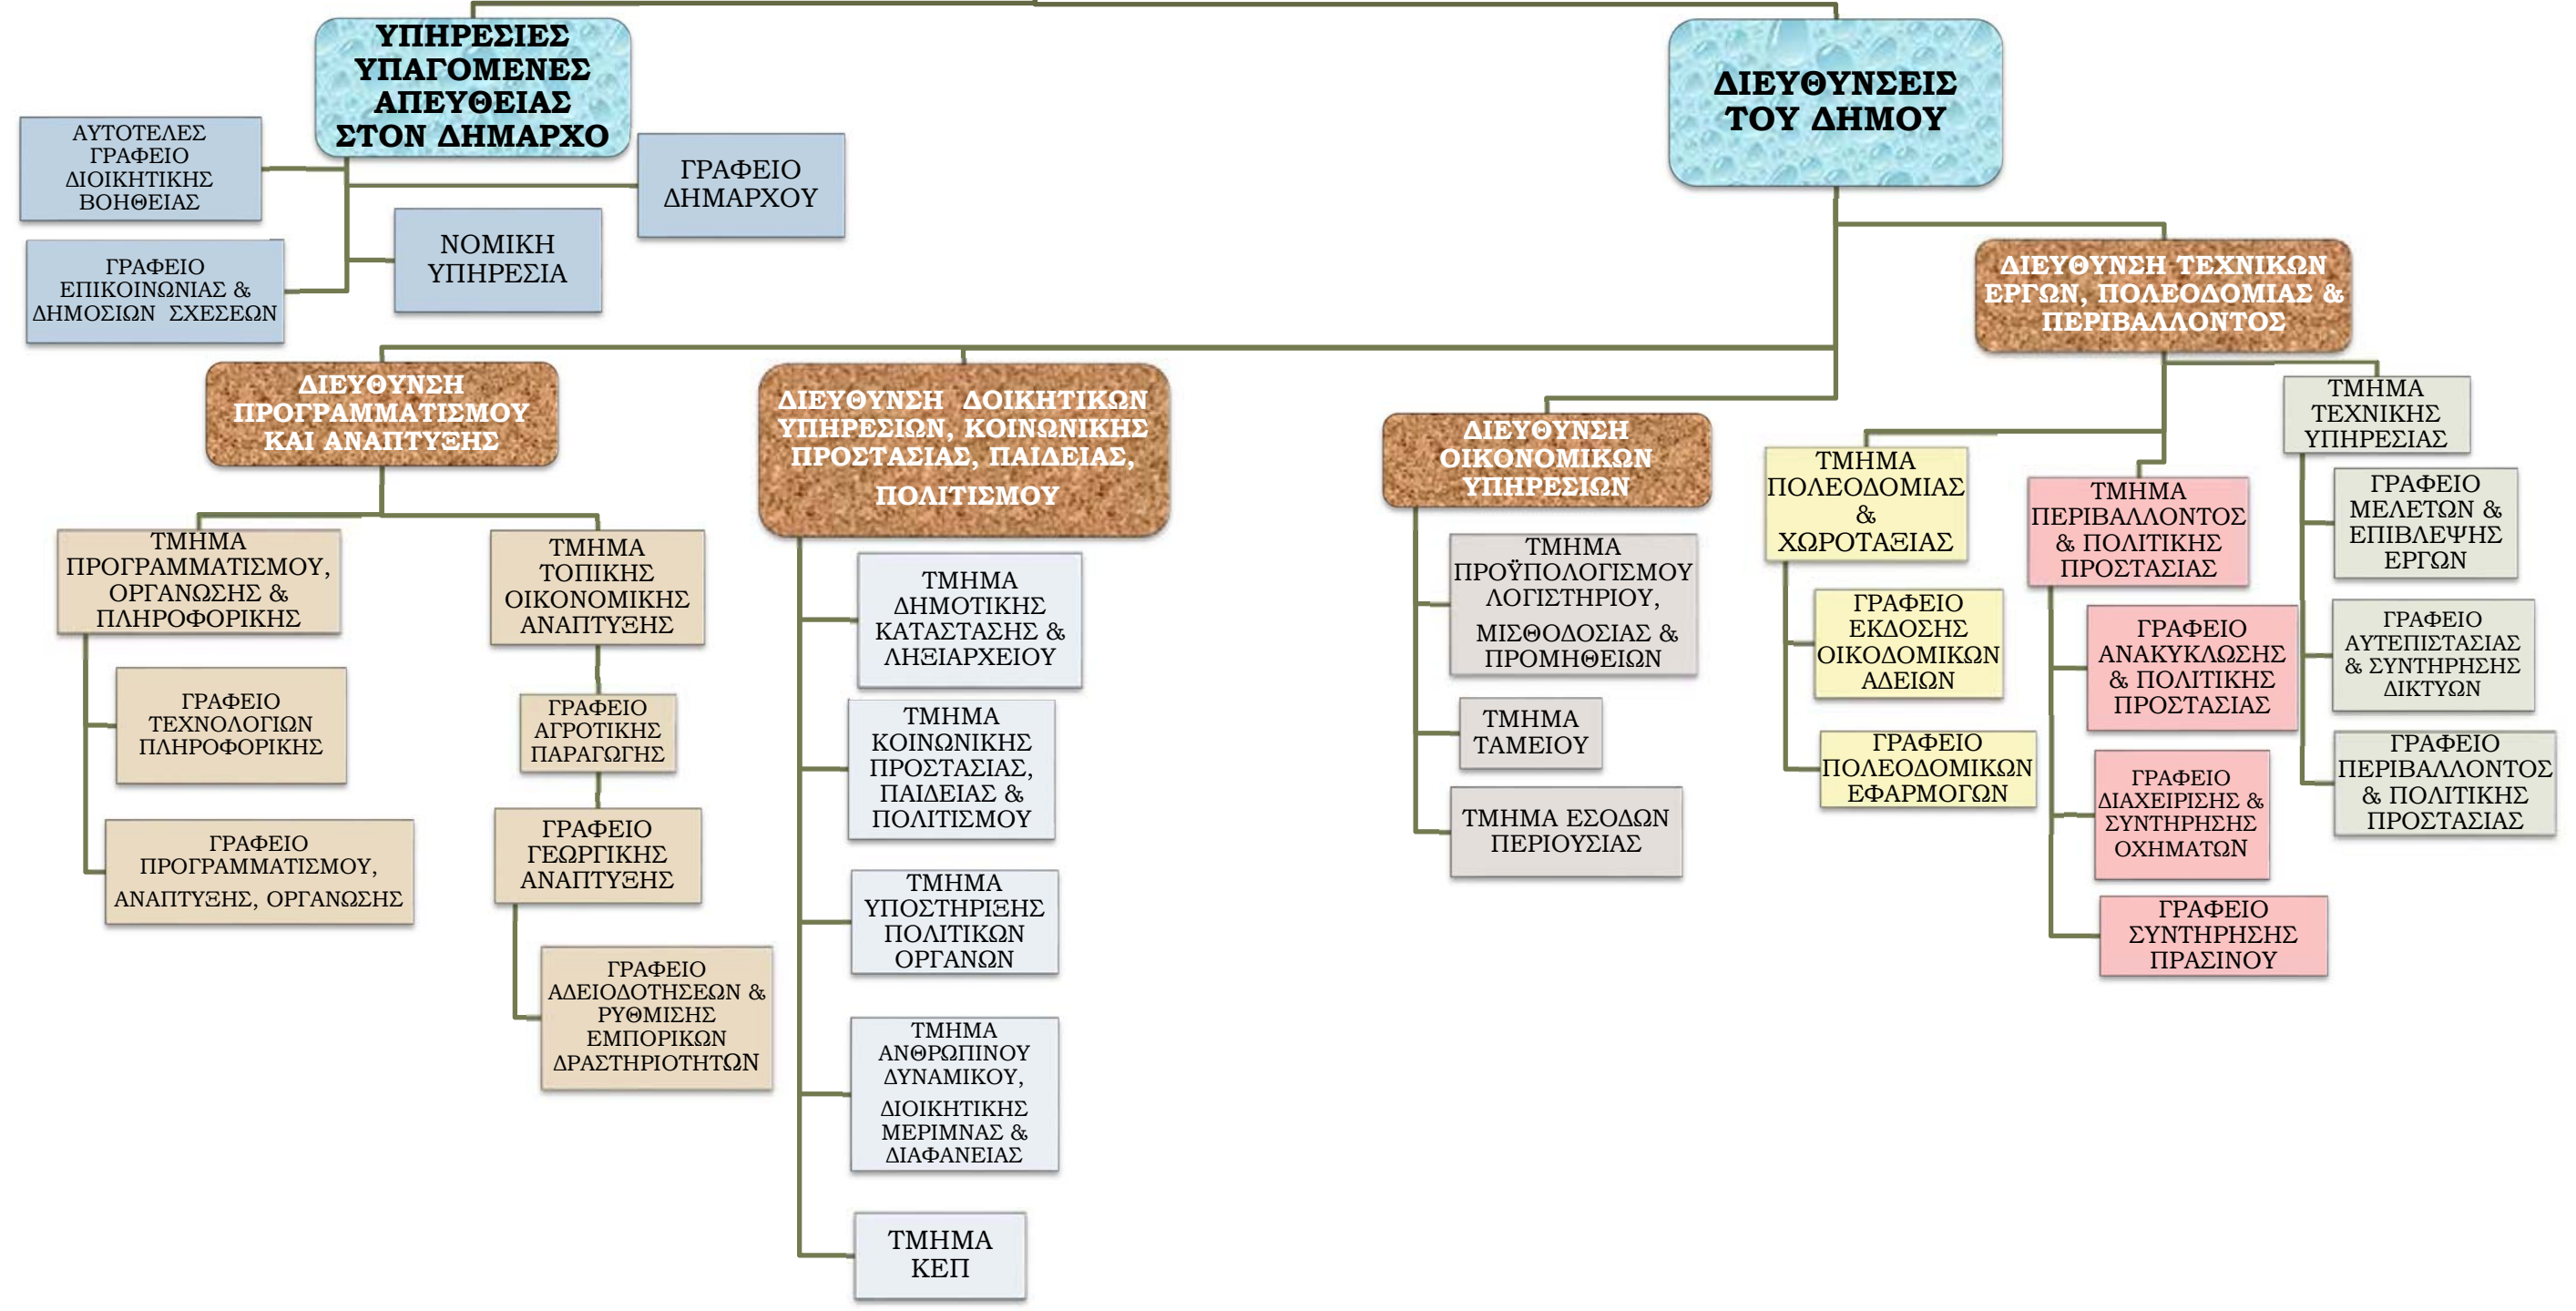 ΥΠΗΡΕΣΙΕΣ
ΥΠΑΓΟΜΕΝΕΣ
ΑΠΕΥΘΕΙΑΣ
ΣΤΟΝ ΔΗΜΑΡΧΟ
ΔΙΕΥΘΥΝΣΕΙΣ
ΤΟΥ ΔΗΜΟΥ
ΑΥΤΟΤΕΛΕΣ
ΓΡΑΦΕΙΟ
ΔΙΟΙΚΗΤΙΚΗΣ
ΒΟΗΘΕΙΑΣ
ΓΡΑΦΕΙΟ
ΔΗΜΑΡΧΟΥ
ΝΟΜΙΚΗ
ΥΠΗΡΕΣΙΑ
ΓΡΑΦΕΙΟ
ΕΠΙΚΟΙΝΩΝΙΑΣ &
ΔΗΜΟΣΙΩΝ ΣΧΕΣΕΩΝ
ΔΙΕΥΘΥΝΣΗ
ΠΡΟΓΡΑΜΜΑΤΙΣΜΟΥ
ΚΑΙ ΑΝΑΠΤΥΞΗΣ
ΤΜΗΜΑ
ΠΡΟΓΡΑΜΜΑΤΙΣΜΟΥ,
ΟΡΓΑΝΩΣΗΣ &
ΠΛΗΡΟΦΟΡΙΚΗΣ
ΓΡΑΦΕΙΟ
ΤΕΧΝΟΛΟΓΙΩΝ
ΠΛΗΡΟΦΟΡΙΚΗΣ
ΓΡΑΦΕΙΟ
ΠΡΟΓΡΑΜΜΑΤΙΣΜΟΥ,
ΑΝΑΠΤΥΞΗΣ, ΟΡΓΑΝΩΣΗΣ
ΤΜΗΜΑ
ΤΟΠΙΚΗΣ
ΟΙΚΟΝΟΜΙΚΗΣ
ΑΝΑΠΤΥΞΗΣ
ΓΡΑΦΕΙΟ
ΑΓΡΟΤΙΚΗΣ
ΠΑΡΑΓΩΓΗΣ
ΓΡΑΦΕΙΟ
ΓΕΩΡΓΙΚΗΣ
ΑΝΑΠΤΥΞΗΣ
ΓΡΑΦΕΙΟ
ΑΔΕΙΟΔΟΤΗΣΕΩΝ &
ΡΥΘΜΙΣΗΣ
ΕΜΠΟΡΙΚΩΝ
ΔΡΑΣΤΗΡΙΟΤΗΤΩΝ
ΔΙΕΥΘΥΝΣΗ ΔΟΙΚΗΤΙΚΩΝ
ΥΠΗΡΕΣΙΩΝ, ΚΟΙΝΩΝΙΚΗΣ
ΠΡΟΣΤΑΣΙΑΣ, ΠΑΙΔΕΙΑΣ,
ΠΟΛΙΤΙΣΜΟΥ
ΤΜΗΜΑ
ΔΗΜΟΤΙΚΗΣ
ΚΑΤΑΣΤΑΣΗΣ &
ΛΗΞΙΑΡΧΕΙΟΥ
ΤΜΗΜΑ
ΚΟΙΝΩΝΙΚΗΣ
ΠΡΟΣΤΑΣΙΑΣ,
ΠΑΙΔΕΙΑΣ &
ΠΟΛΙΤΙΣΜΟΥ
ΤΜΗΜΑ
ΥΠΟΣΤΗΡΙΞΗΣ
ΠΟΛΙΤΙΚΩΝ
ΟΡΓΑΝΩΝ
ΤΜΗΜΑ
ΑΝΘΡΩΠΙΝΟΥ
ΔΥΝΑΜΙΚΟΥ,
ΔΙΟΙΚΗΤΙΚΗΣ
ΜΕΡΙΜΝΑΣ &
ΔΙΑΦΑΝΕΙΑΣ
ΤΜΗΜΑ
ΚΕΠ
ΔΙΕΥΘΥΝΣΗ
ΟΙΚΟΝΟΜΙΚΩΝ
ΥΠΗΡΕΣΙΩΝ
ΤΜΗΜΑ
ΠΡΟΫΠΟΛΟΓΙΣΜΟΥ
ΛΟΓΙΣΤΗΡΙΟΥ,
ΜΙΣΘΟΔΟΣΙΑΣ &
ΠΡΟΜΗΘΕΙΩΝ
ΤΜΗΜΑ
ΤΑΜΕΙΟΥ
ΤΜΗΜΑ ΕΣΟΔΩΝ
ΠΕΡΙΟΥΣΙΑΣ
ΔΙΕΥΘΥΝΣΗ ΤΕΧΝΙΚΩΝ
ΕΡΓΩΝ, ΠΟΛΕΟΔΟΜΙΑΣ &
ΠΕΡΙΒΑΛΛΟΝΤΟΣ
ΤΜΗΜΑ
ΠΟΛΕΟΔΟΜΙΑΣ
&
ΧΩΡΟΤΑΞΙΑΣ
ΓΡΑΦΕΙΟ
ΕΚΔΟΣΗΣ
ΟΙΚΟΔΟΜΙΚΩΝ
ΑΔΕΙΩΝ
ΓΡΑΦΕΙΟ
ΠΟΛΕΟΔΟΜΙΚΩΝ
ΕΦΑΡΜΟΓΩΝ
ΤΜΗΜΑ
ΠΕΡΙΒΑΛΛΟΝΤΟΣ
& ΠΟΛΙΤΙΚΗΣ
ΠΡΟΣΤΑΣΙΑΣ
ΓΡΑΦΕΙΟ
ΑΝΑΚΥΚΛΩΣΗΣ
& ΠΟΛΙΤΙΚΗΣ
ΠΡΟΣΤΑΣΙΑΣ
ΓΡΑΦΕΙΟ
ΔΙΑΧΕΙΡΙΣΗΣ &
ΣΥΝΤΗΡΗΣΗΣ
ΟΧΗΜΑΤΩΝ
ΓΡΑΦΕΙΟ
ΣΥΝΤΗΡΗΣΗΣ
ΠΡΑΣΙΝΟΥ
ΤΜΗΜΑ
ΤΕΧΝΙΚΗΣ
ΥΠΗΡΕΣΙΑΣ
ΓΡΑΦΕΙΟ
ΜΕΛΕΤΩΝ &
ΕΠΙΒΛΕΨΗΣ
ΕΡΓΩΝ
ΓΡΑΦΕΙΟ
ΑΥΤΕΠΙΣΤΑΣΙΑΣ
& ΣΥΝΤΗΡΗΣΗΣ
ΔΙΚΤΥΩΝ
ΓΡΑΦΕΙΟ
ΠΕΡΙΒΑΛΛΟΝΤΟΣ
& ΠΟΛΙΤΙΚΗΣ
ΠΡΟΣΤΑΣΙΑΣ